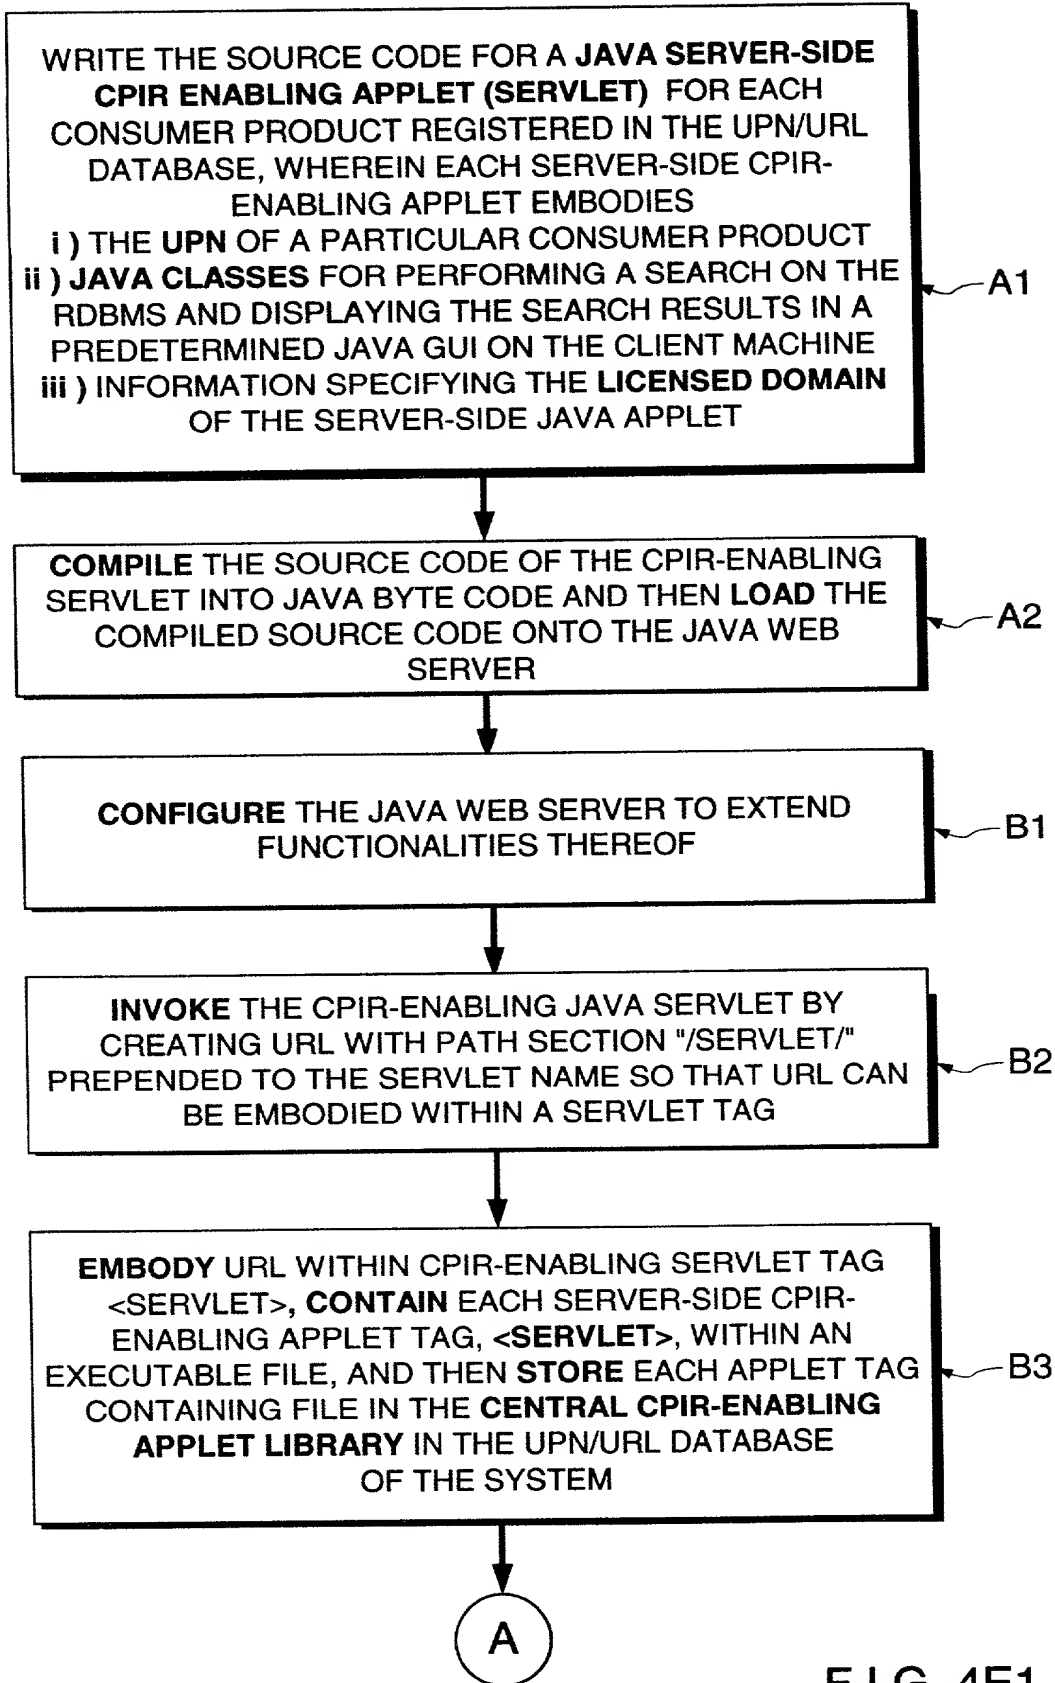 WRITE THE SOURCE CODE FOR A JAVA SERVER-SIDE
CPIR ENABLING APPLET (SERVLET) FOR EACH
CONSUMER PRODUCT REGISTERED IN THE UPN/URL
DATABASE, WHEREIN EACH SERVER-SIDE CPIR-
ENABLING APPLET EMBODIES
i ) THE UPN OF A PARTICULAR CONSUMER PRODUCT
ii ) JAVA CLASSES FOR PERFORMING A SEARCH ON THE
RDBMS AND DISPLAYING THE SEARCH RESULTS IN A
PREDETERMINED JAVA GUI ON THE CLIENT MACHINE
iii ) INFORMATION SPECIFYING THE LICENSED DOMAIN
OF THE SERVER-SIDE JAVA APPLET
A1
COMPILE THE SOURCE CODE OF THE CPIR-ENABLING
SERVLET INTO JAVA BYTE CODE AND THEN LOAD THE
COMPILED SOURCE CODE ONTO THE JAVA WEB
SERVER
A2
CONFIGURE THE JAVA WEB SERVER TO EXTEND
FUNCTIONALITIES THEREOF
B1
INVOKE THE CPIR-ENABLING JAVA SERVLET BY
CREATING URL WITH PATH SECTION "/SERVLET/"
PREPENDED TO THE SERVLET NAME SO THAT URL CAN
BE EMBODIED WITHIN A SERVLET TAG
B2
EMBODY URL WITHIN CPIR-ENABLING SERVLET TAG
<SERVLET>, CONTAIN EACH SERVER-SIDE CPIR-
ENABLING APPLET TAG, <SERVLET>, WITHIN AN
EXECUTABLE FILE, AND THEN STORE EACH APPLET TAG
CONTAINING FILE IN THE CENTRAL CPIR-ENABLING
APPLET LIBRARY IN THE UPN/URL DATABASE
OF THE SYSTEM
B3
A
FIG. 4E1